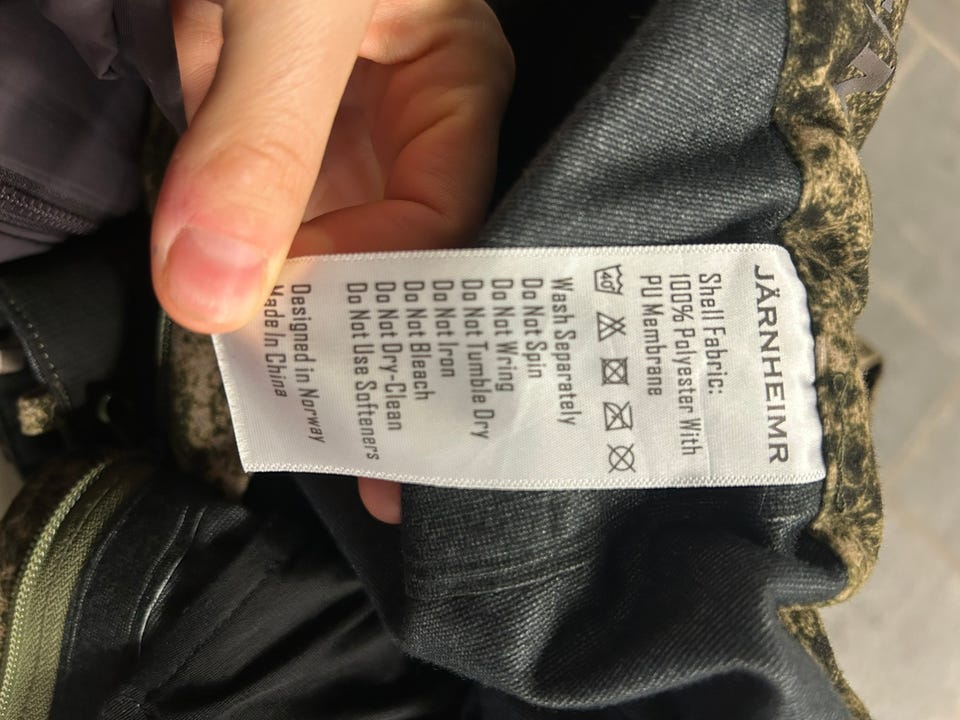 JÄRNHEIMR
Shell Fabric:
100% Polyester With
PU Membrane
40
Wash Separately
Do Not Spin
Do Not Wring
Do Not Tumble Dry
Do Not Iron
Do Not Bleach
Do Not Dry-Clean
Do Not Use Softeners
Designed in Norway
Made In China